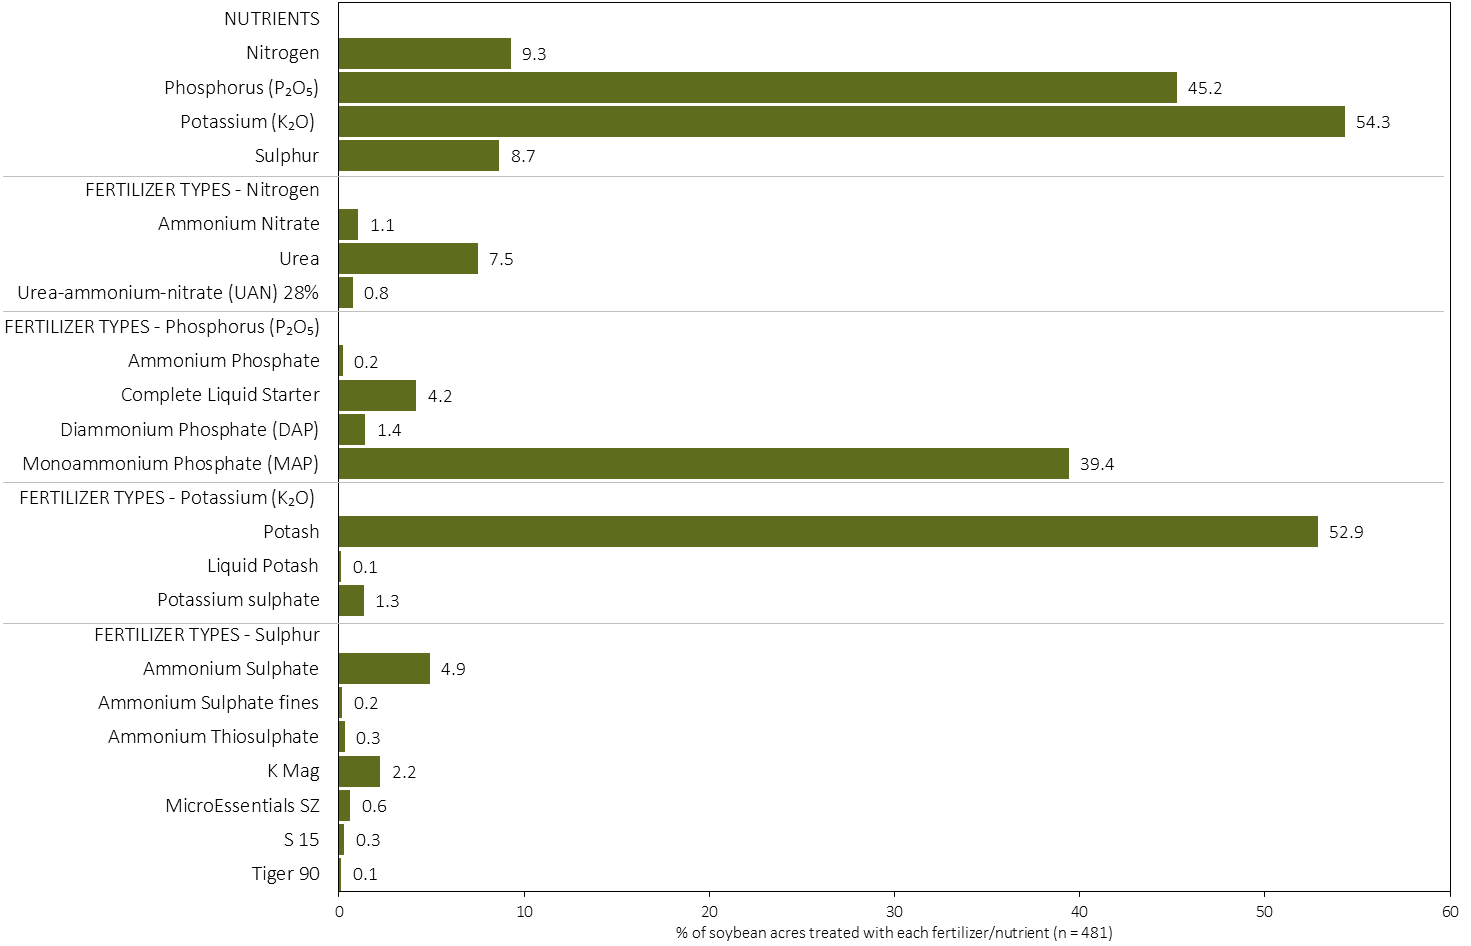 NUTRIENTS
Nitrogen 9.3
Phosphorus (P₂O₅) 45.2
Potassium (K₂O) 54.3
Sulphur 8.7
FERTILIZER TYPES - Nitrogen
Ammonium Nitrate 1.1
Urea 7.5
Urea-ammonium-nitrate (UAN) 28% 0.8
FERTILIZER TYPES - Phosphorus (P₂O₅)
Ammonium Phosphate 0.2
Complete Liquid Starter 4.2
Diammonium Phosphate (DAP) 1.4
Monoammonium Phosphate (MAP) 39.4
FERTILIZER TYPES - Potassium (K₂O)
Potash 52.9
Liquid Potash 0.1
Potassium sulphate 1.3
FERTILIZER TYPES - Sulphur
Ammonium Sulphate 4.9
Ammonium Sulphate fines 0.2
Ammonium Thiosulphate 0.3
K Mag 2.2
MicroEssentials SZ 0.6
S 15 0.3
Tiger 90 0.1
0 10 20 30 40 50 60
% of soybean acres treated with each fertilizer/nutrient (n = 481)